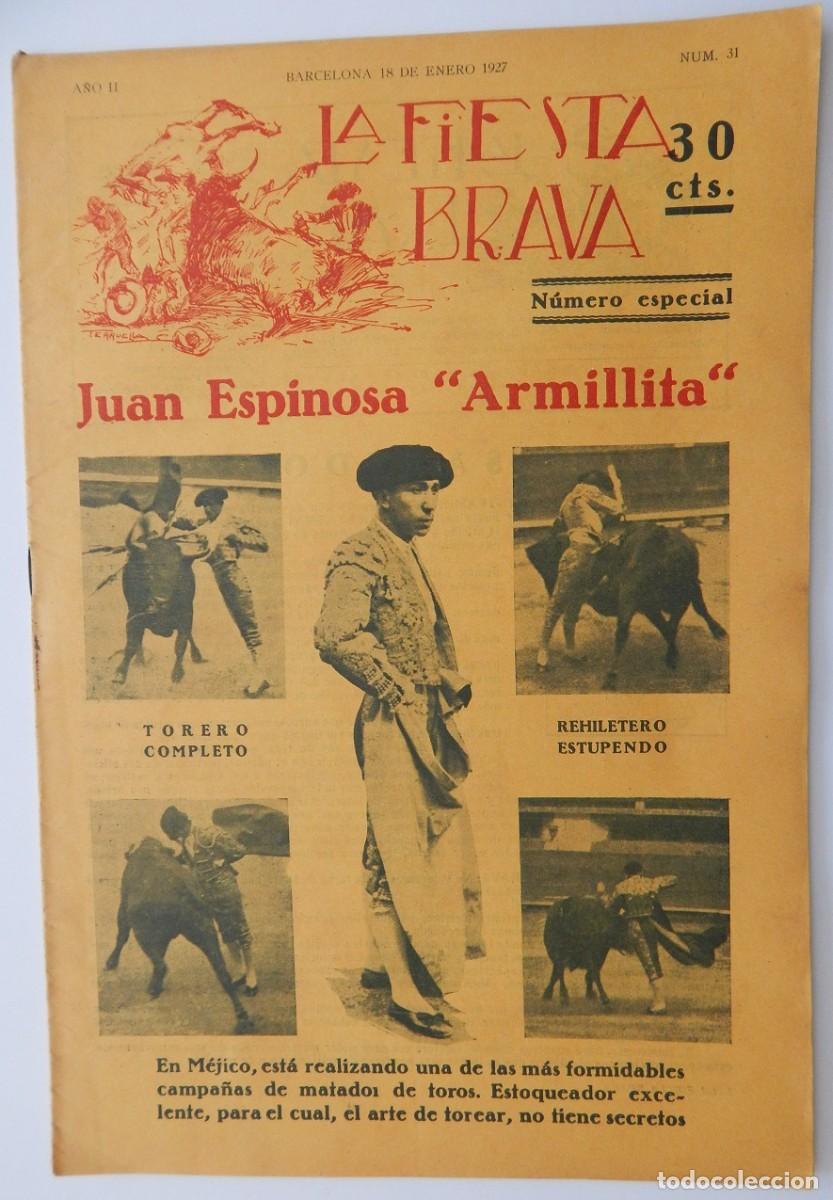 AÑO II
BARCELONA 18 DE ENERO 1927
NUM. 31
LA FiESTA
BRAVA
30
cts.
Número especial
Juan Espinosa “Armillita“
TORERO
COMPLETO
REHILETERO
ESTUPENDO
En Méjico, está realizando una de las más formidables
campañas de matador de toros. Estoqueador exce-
lente, para el cual, el arte de torear, no tiene secretos
todocoleccion